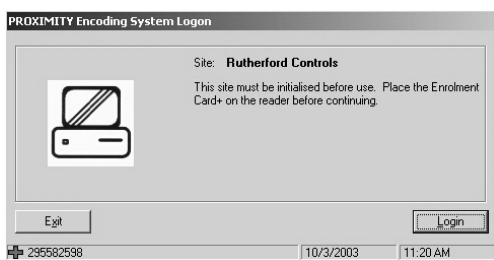 PROXIMITY Encoding System Logon
Site: Rutherford Controls
This site must be initialised before use. Place the Enrolment
Card+ on the reader before continuing.
Exit
Login
295582598
10/3/2003
11:20 AM